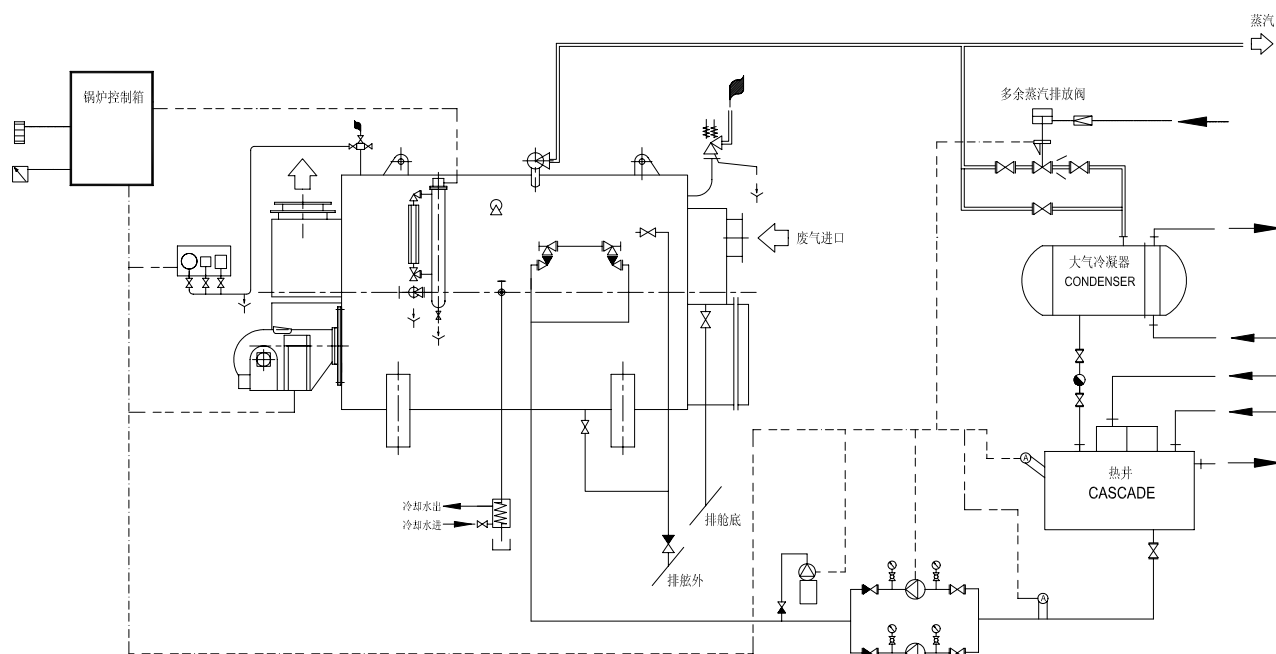 蒸汽
锅炉控制箱
多余蒸汽排放阀
废气进口
大气冷凝器
CONDENSER
热井
CASCADE
A
冷却水出
冷却水进
排舱底
排舷外
A